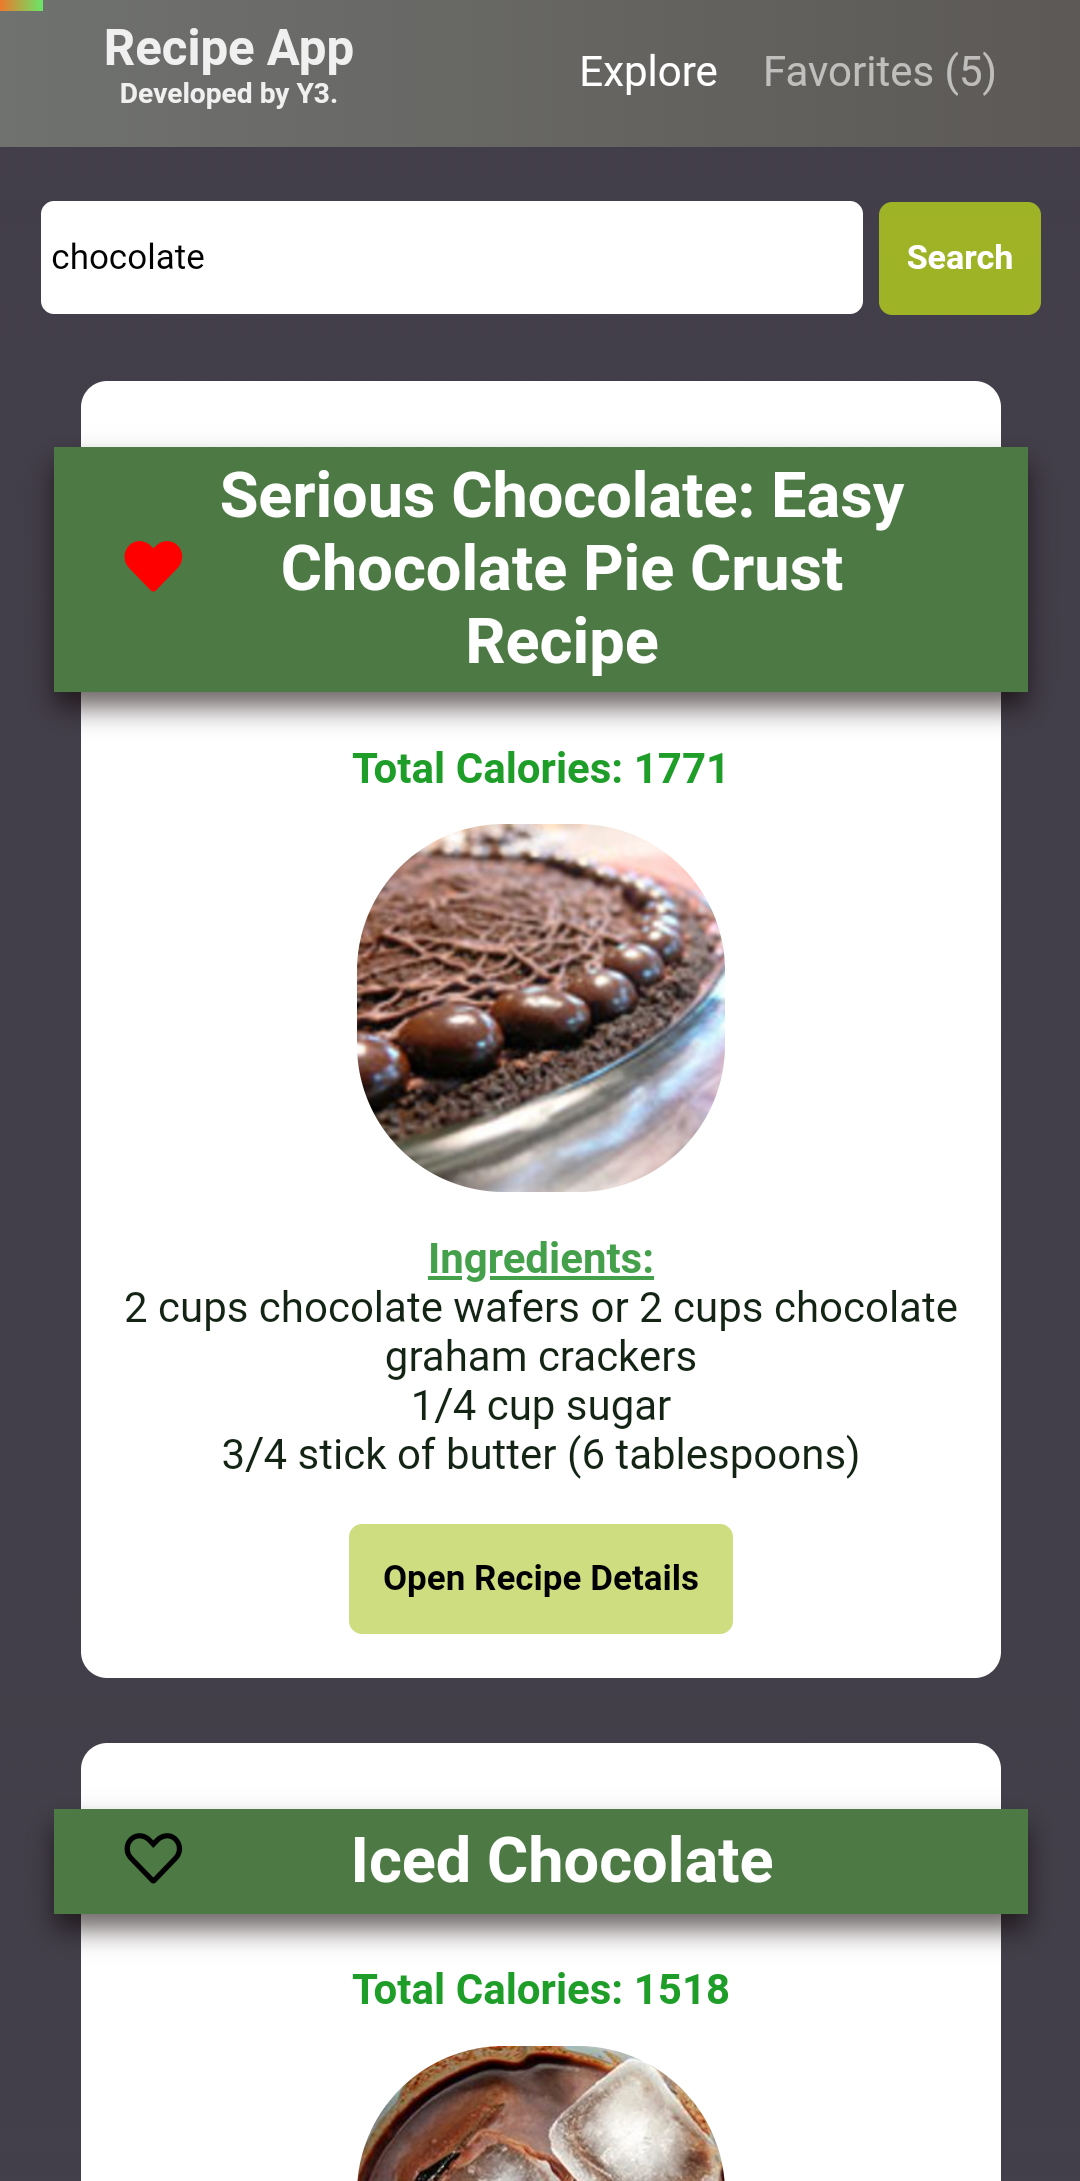 Recipe App
Developed by Y3.
Explore
Favorites (5)
chocolate
Search
Serious Chocolate: Easy
Chocolate Pie Crust
Recipe
Total Calories: 1771
Ingredients:
2 cups chocolate wafers or 2 cups chocolate
graham crackers
1/4 cup sugar
3/4 stick of butter (6 tablespoons)
Open Recipe Details
Iced Chocolate
Total Calories: 1518